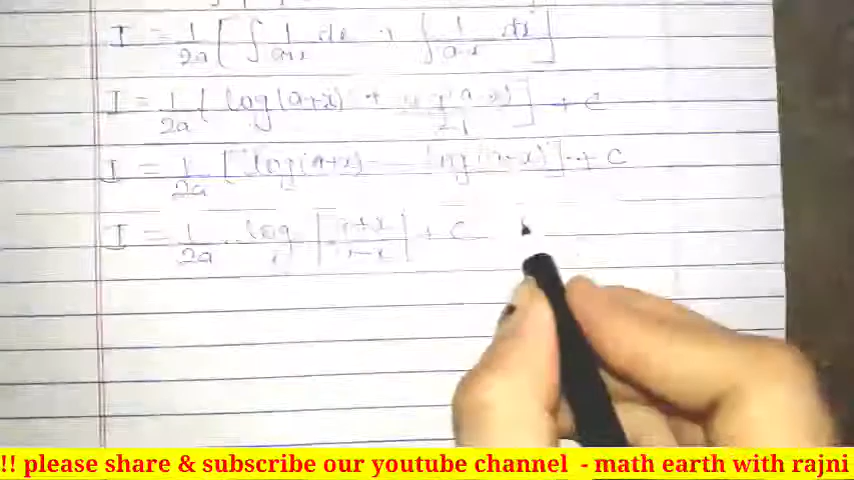 I = 1/2a [ ∫ 1/a+x dx + ∫ 1/a-x dx ]
I = 1/2a [ log(a+x) + log(a-x)/-1 ] + C
I = 1/2a [ log(a+x) - log(a-x) ] + C
I = 1/2a log |a+x/a-x| + C
!! please share & subscribe our youtube channel - math earth with rajni